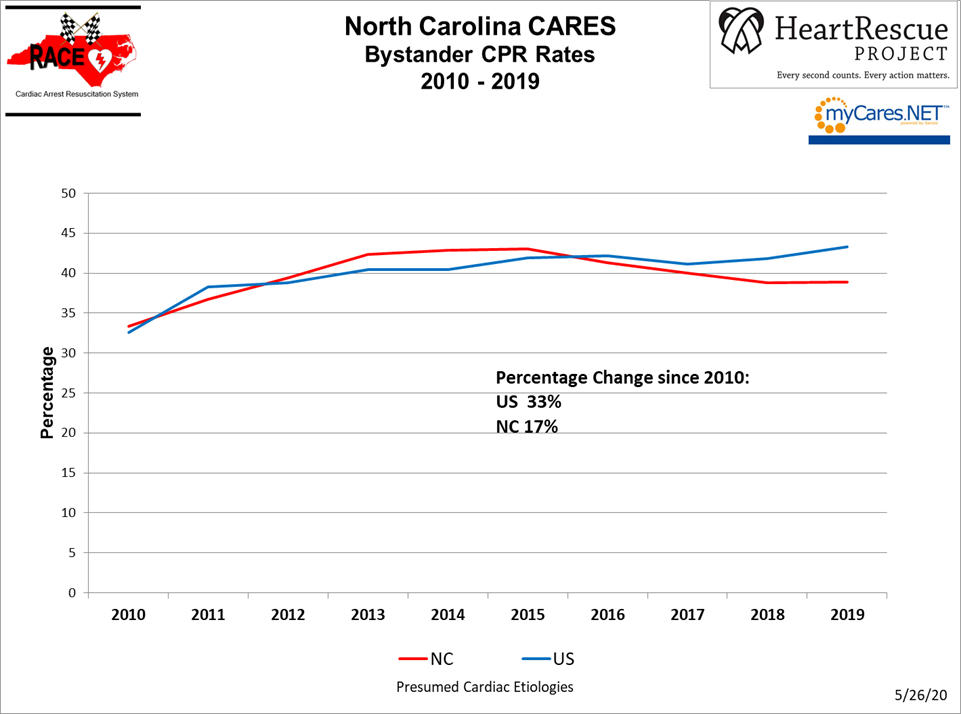 RACE
Cardiac Arrest Resuscitation System
North Carolina CARES
Bystander CPR Rates
2010 - 2019
HeartRescue
PROJECT
Every second counts. Every action matters.
myCares.NET™
50
45
40
35
30
25
20
15
10
5
0
Percentage
Percentage Change since 2010:
US  33%
NC 17%
2010 2011 2012 2013 2014 2015 2016 2017 2018 2019
NC US
Presumed Cardiac Etiologies
5/26/20